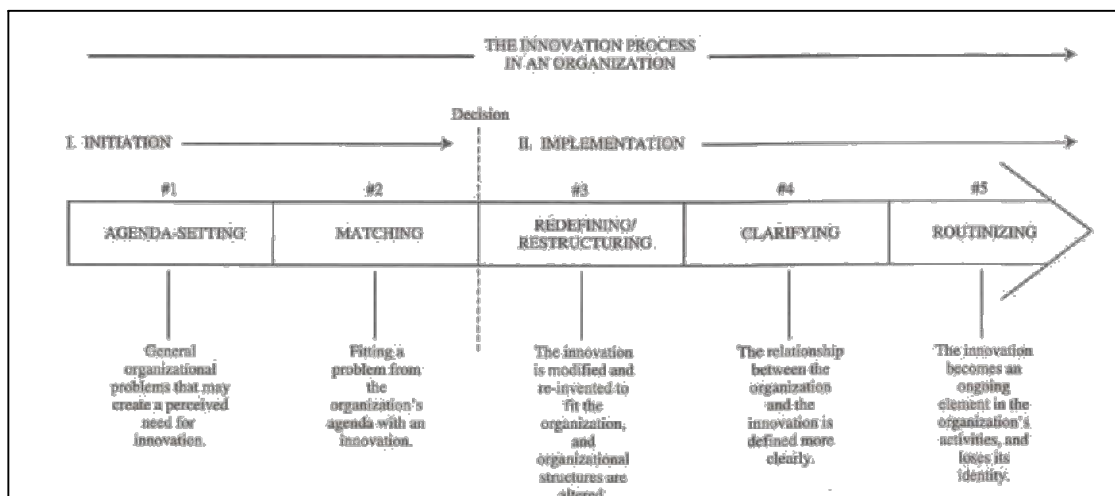 THE INNOVATION PROCESS
IN AN ORGANIZATION
Decision
I. INITIATION
II. IMPLEMENTATION
#1
#2
#3
#4
#5
AGENDA-SETTING
MATCHING
REDEFINING/
RESTRUCTURING
CLARIFYING
ROUTINIZING
General
organizational
problems that may
create a perceived
need for
innovation.
Fitting a
problem from
the
organization's
agenda with an
innovation.
The innovation
is modified and
re-invented to
fit the
organization,
and
organizational
structures are
altered.
The relationship
between the
organization
and the
innovation is
defined more
clearly.
The innovation
becomes an
ongoing
element in the
organization's
activities, and
loses its
identity.